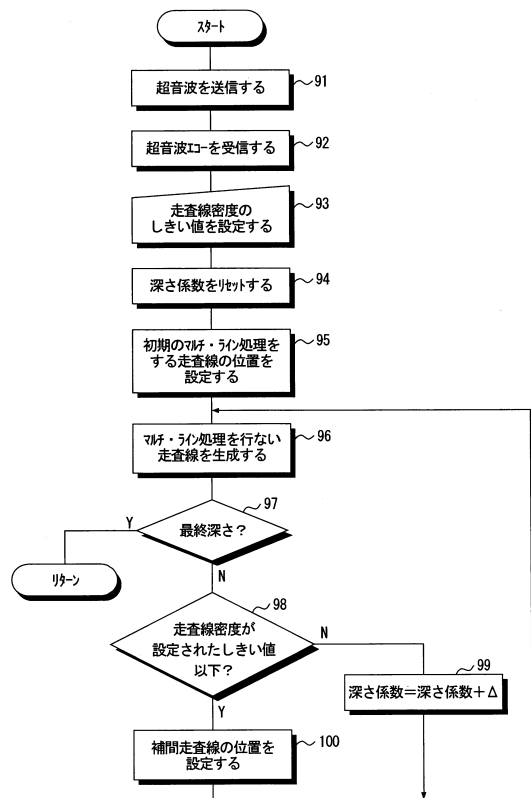 スタート
超音波を送信する
91
超音波エコーを受信する
92
走査線密度の
しきい値を設定する
93
深さ係数をリセットする
94
初期のマルチ・ライン処理を
する走査線の位置を
設定する
95
マルチ・ライン処理を行ない
走査線を生成する
96
最終深さ？
97
Y
リターン
N
走査線密度が
設定されたしきい値
以下？
98
N
深さ係数＝深さ係数＋Δ
99
Y
補間走査線の位置を
設定する
100